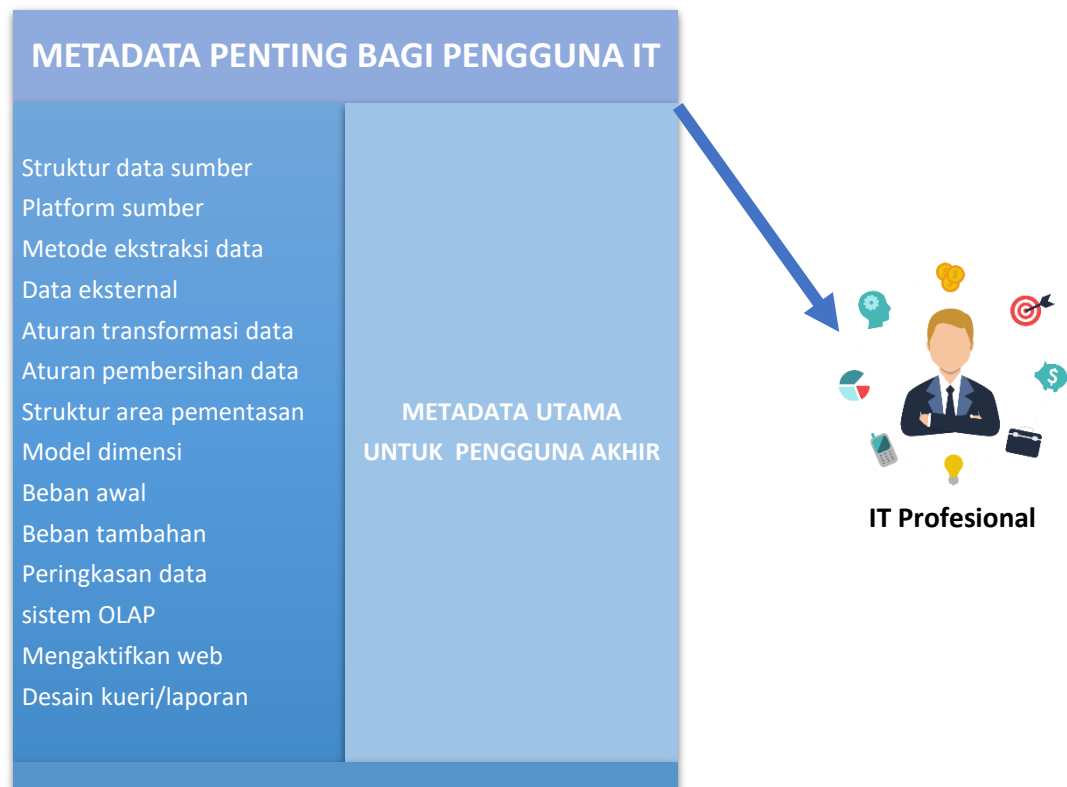 METADATA PENTING BAGI PENGGUNA IT
Struktur data sumber
Platform sumber
Metode ekstraksi data
Data eksternal
Aturan transformasi data
Aturan pembersihan data
Struktur area pementasan
Model dimensi
Beban awal
Beban tambahan
Peringkasan data
sistem OLAP
Mengaktifkan web
Desain kueri/laporan
METADATA UTAMA
UNTUK PENGGUNA AKHIR
$
IT Profesional